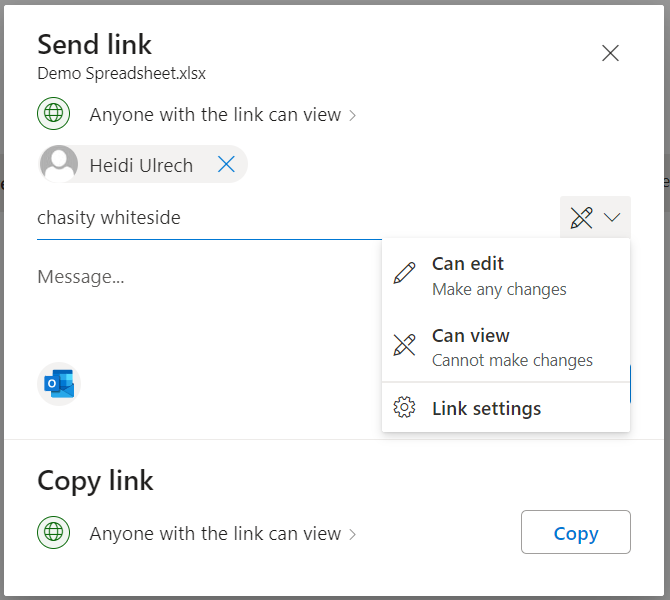 Send link
Demo Spreadsheet.xlsx
Anyone with the link can view
Heidi Ulrech
chasity whiteside
Message...
Can edit
Make any changes
Can view
Cannot make changes
Link settings
Copy link
Anyone with the link can view
Copy